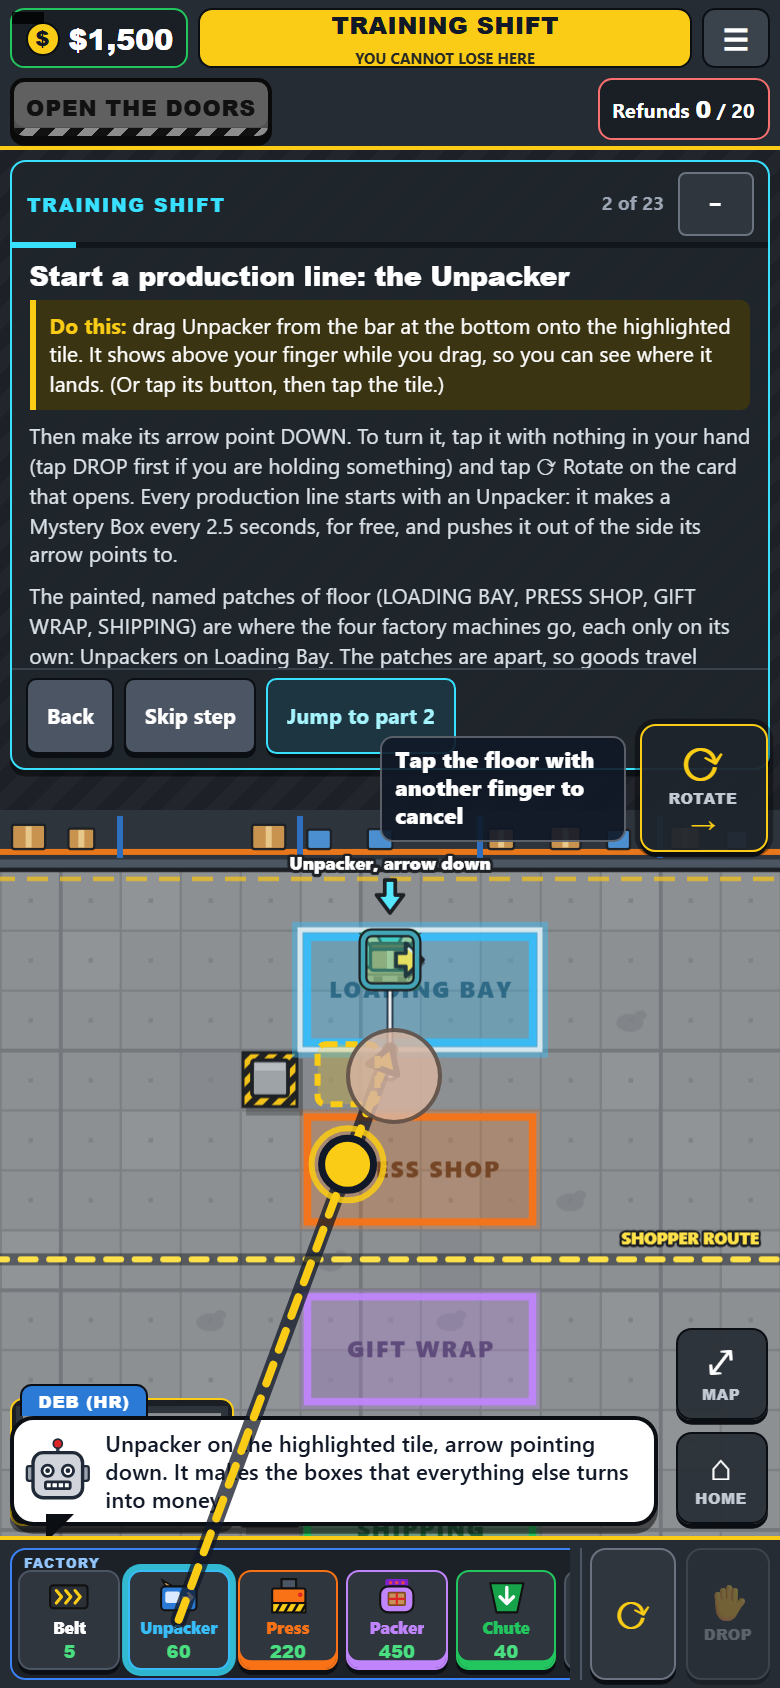 $ $1,500
TRAINING SHIFT
YOU CANNOT LOSE HERE
OPEN THE DOORS
Refunds 0 / 20
TRAINING SHIFT
2 of 23
Start a production line: the Unpacker
Do this: drag Unpacker from the bar at the bottom onto the highlighted
tile. It shows above your finger while you drag, so you can see where it
lands. (Or tap its button, then tap the tile.)
Then make its arrow point DOWN. To turn it, tap it with nothing in your hand
(tap DROP first if you are holding something) and tap ⟳ Rotate on the card
that opens. Every production line starts with an Unpacker: it makes a
Mystery Box every 2.5 seconds, for free, and pushes it out of the side its
arrow points to.
The painted, named patches of floor (LOADING BAY, PRESS SHOP, GIFT
WRAP, SHIPPING) are where the four factory machines go, each only on its
own: Unpackers on Loading Bay. The patches are apart, so goods travel
Back
Skip step
Jump to part 2
Tap the floor with
another finger to
cancel
ROTATE
→
Unpacker, arrow down
LOADING BAY
ESS SHOP
SHOPPER ROUTE
GIFT WRAP
MAP
DEB (HR)
Unpacker on the highlighted tile, arrow pointing
down. It makes the boxes that everything else turns
into money
HOME
SHIPPING
FACTORY
Belt
5
Unpacker
60
Press
220
Packer
450
Chute
40
DROP